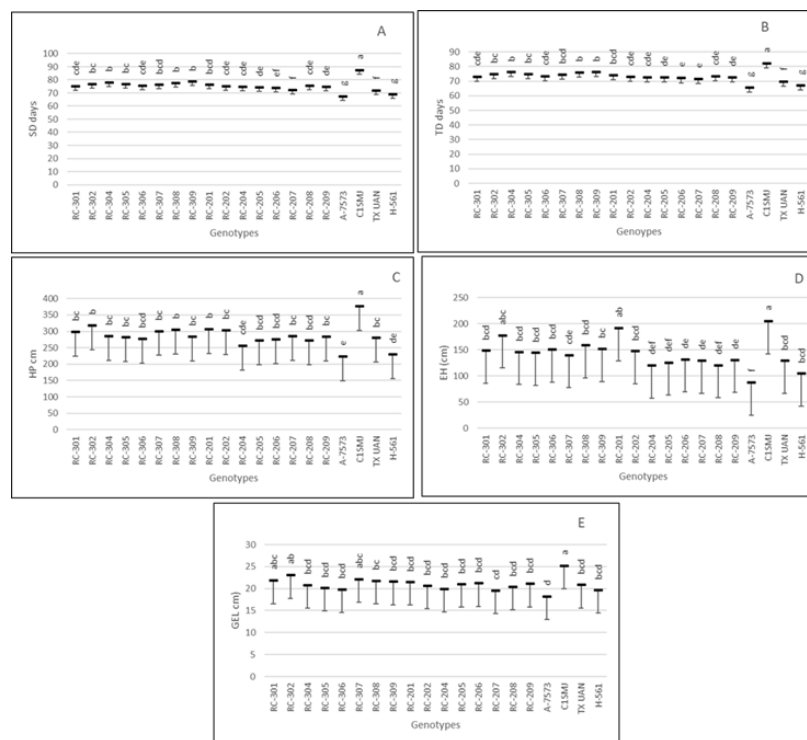 A
100
90
80
70
60
50
40
30
20
10
0
SD days
cde bc b bc cde bcd b b bcd cde cde de ef f cde de g a f g
RC-301 RC-302 RC-304 RC-305 RC-306 RC-307 RC-308 RC-309 RC-201 RC-202 RC-204 RC-205 RC-206 RC-207 RC-208 RC-209 A-7573 C1SMJ TX UAN H-561
Genoypes
B
90
80
70
60
50
40
30
20
10
0
TD days
cde bc b bc cde bcd b b bcd cde cde de e e cde de g a f g
RC-301 RC-302 RC-304 RC-305 RC-306 RC-307 RC-308 RC-309 RC-201 RC-202 RC-204 RC-205 RC-206 RC-207 RC-208 RC-209 A-7573 C1SMJ TX UAN H-561
Genotypes
C
400
350
300
250
200
150
100
50
0
HP cm
bc b bc bc bcd bc b bc bc bc cde bcd bcd bcd bcd bcd e a bc de
RC-301 RC-302 RC-304 RC-305 RC-306 RC-307 RC-308 RC-309 RC-201 RC-202 RC-204 RC-205 RC-206 RC-207 RC-208 RC-209 A-7573 C1SMJ TX UAN H-561
Genotypes
D
250
200
150
100
50
0
EH (cm)
bcd abc bcd bcd bcd cde bcd bc ab bcd def def de de def de f a bcd bcd
RC-301 RC-302 RC-304 RC-305 RC-306 RC-307 RC-308 RC-309 RC-201 RC-202 RC-204 RC-205 RC-206 RC-207 RC-208 RC-209 A-7573 C1SMJ TX UAN H-561
Genotypes
E
30
25
20
15
10
5
0
GEL cm)
abc ab bcd bcd bcd abc bc bcd bcd bcd bcd bcd bcd cd bcd bcd d a bcd bcd
RC-301 RC-302 RC-304 RC-305 RC-306 RC-307 RC-308 RC-309 RC-201 RC-202 RC-204 RC-205 RC-206 RC-207 RC-208 RC-209 A-7573 C1SMJ TX UAN H-561
Genotypes